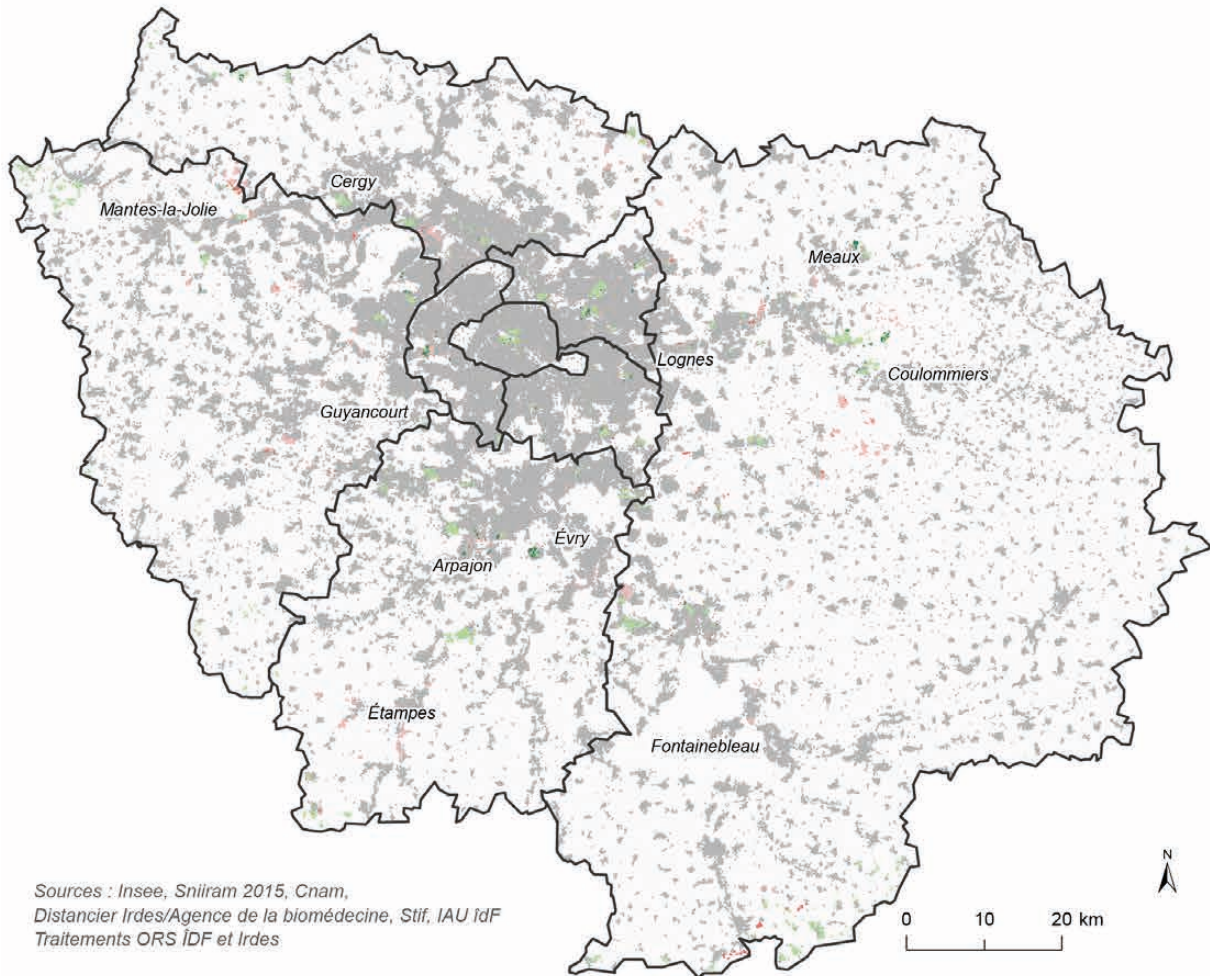 Cergy
Mantes-la-Jolie
Meaux
Lognes
Coulommiers
Guyancourt
Évry
Arpajon
Étampes
Fontainebleau
N
Sources : Insee, Sniiram 2015, Cnam,
Distancier Irdes/Agence de la biomédecine, Stif, IAU îdF
Traitements ORS ÎDF et Irdes
0 10 20 km